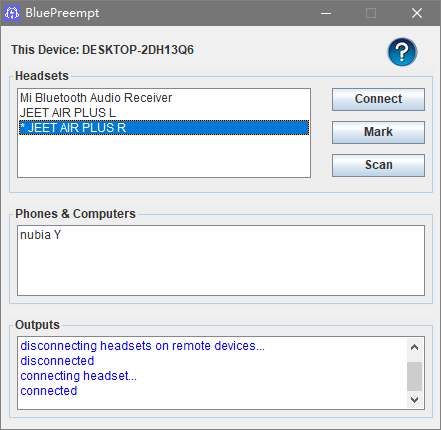 BluePreempt
This Device: DESKTOP-2DH13Q6
?
Headsets
Mi Bluetooth Audio Receiver
JEET AIR PLUS L
* JEET AIR PLUS R
Connect
Mark
Scan
Phones & Computers
nubia Y
Outputs
disconnecting headsets on remote devices...
disconnected
connecting headset...
connected